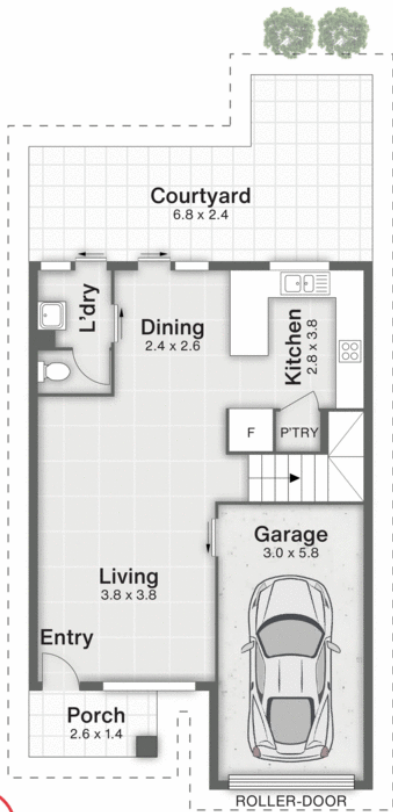 Courtyard
6.8 x 2.4
L'dry
Dining
2.4 x 2.6
Kitchen
2.8 x 3.8
F
P'TRY
Garage
3.0 x 5.8
Living
3.8 x 3.8
Entry
Porch
2.6 x 1.4
ROLLER-DOOR